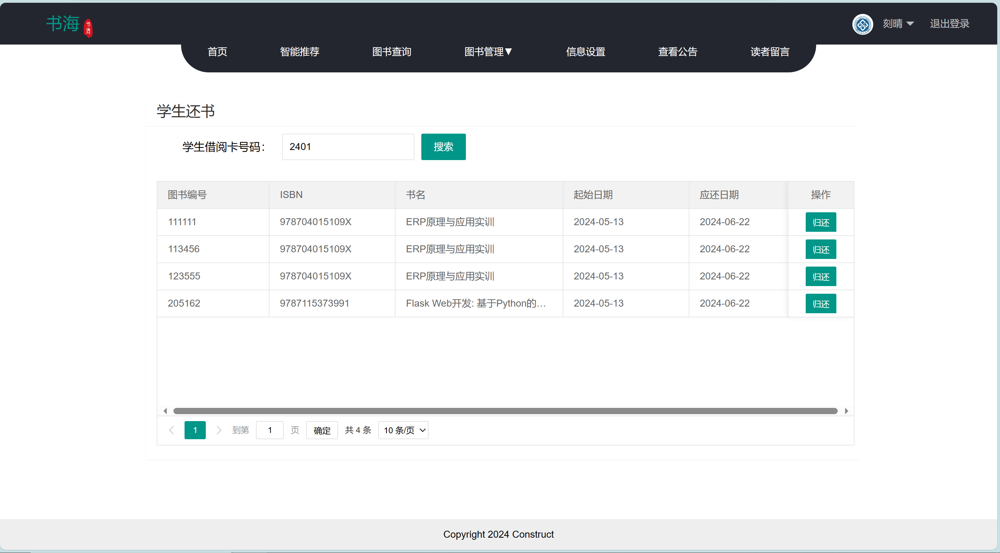 书海 书海
刻晴 退出登录
首页 智能推荐 图书查询 图书管理▼ 信息设置 查看公告 读者留言
学生还书
学生借阅卡号码： 2401 搜索
图书编号 ISBN 书名 起始日期 应还日期 操作
111111 978704015109X ERP原理与应用实训 2024-05-13 2024-06-22 归还
113456 978704015109X ERP原理与应用实训 2024-05-13 2024-06-22 归还
123555 978704015109X ERP原理与应用实训 2024-05-13 2024-06-22 归还
205162 9787115373991 Flask Web开发: 基于Python的… 2024-05-13 2024-06-22 归还
1 到第 1 页 确定 共 4 条 10 条/页
Copyright 2024 Construct